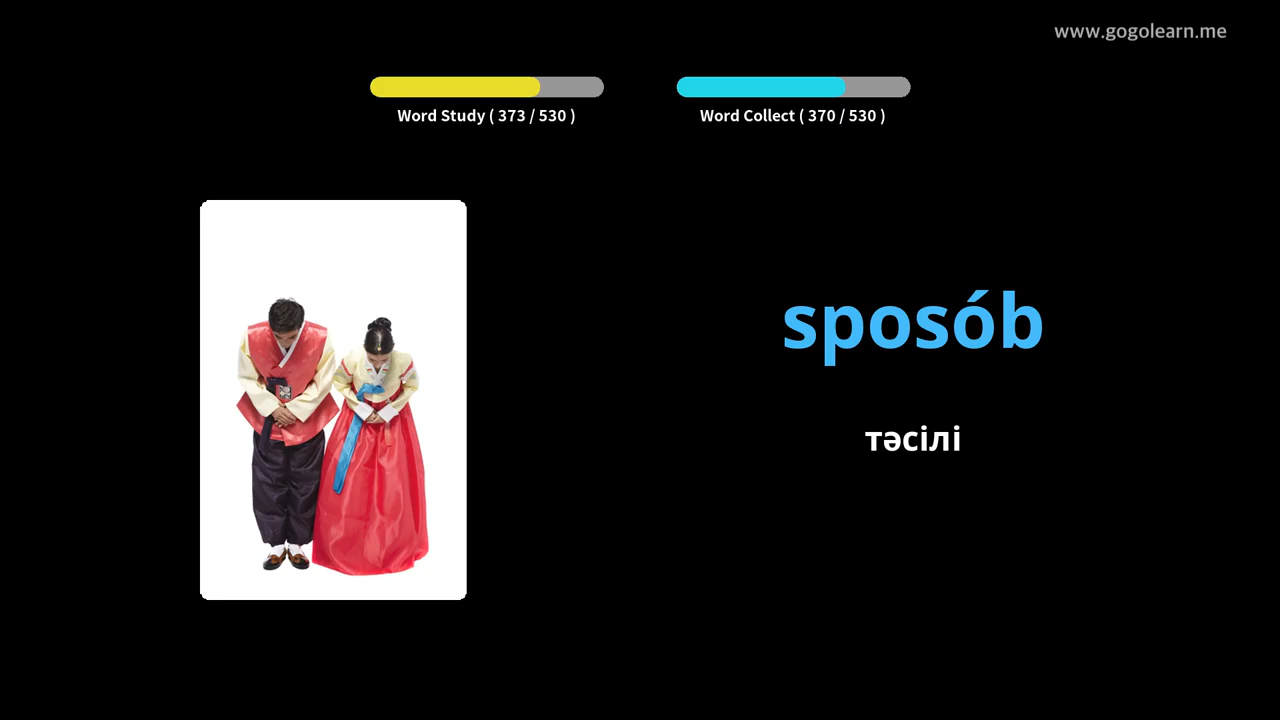 www.gogolearn.me
Word Study ( 373 / 530 )
Word Collect ( 370 / 530 )
sposób
тәсілі